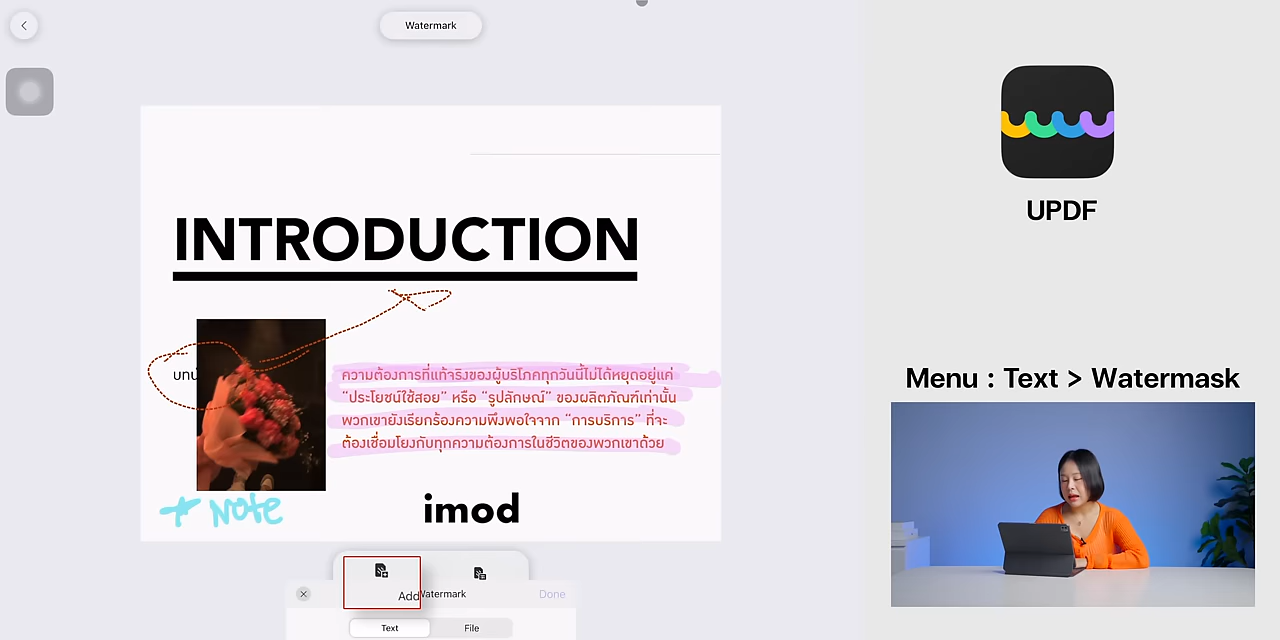 Watermark
INTRODUCTION
บทน
ความต้องการที่แท้จริงของผู้บริโภคทุกวันนี้ไม่ได้หยุดอยู่แค่
“ประโยชน์ใช้สอย” หรือ “รูปลักษณ์” ของผลิตภัณฑ์เท่านั้น
พวกเขายังเรียกร้องความพึงพอใจจาก “การบริการ” ที่จะ
ต้องเชื่อมโยงกับทุกความต้องการในชีวิตของพวกเขาด้วย
+ Note
imod
Add
Watermark
Done
Text
File
UPDF
Menu : Text > Watermask